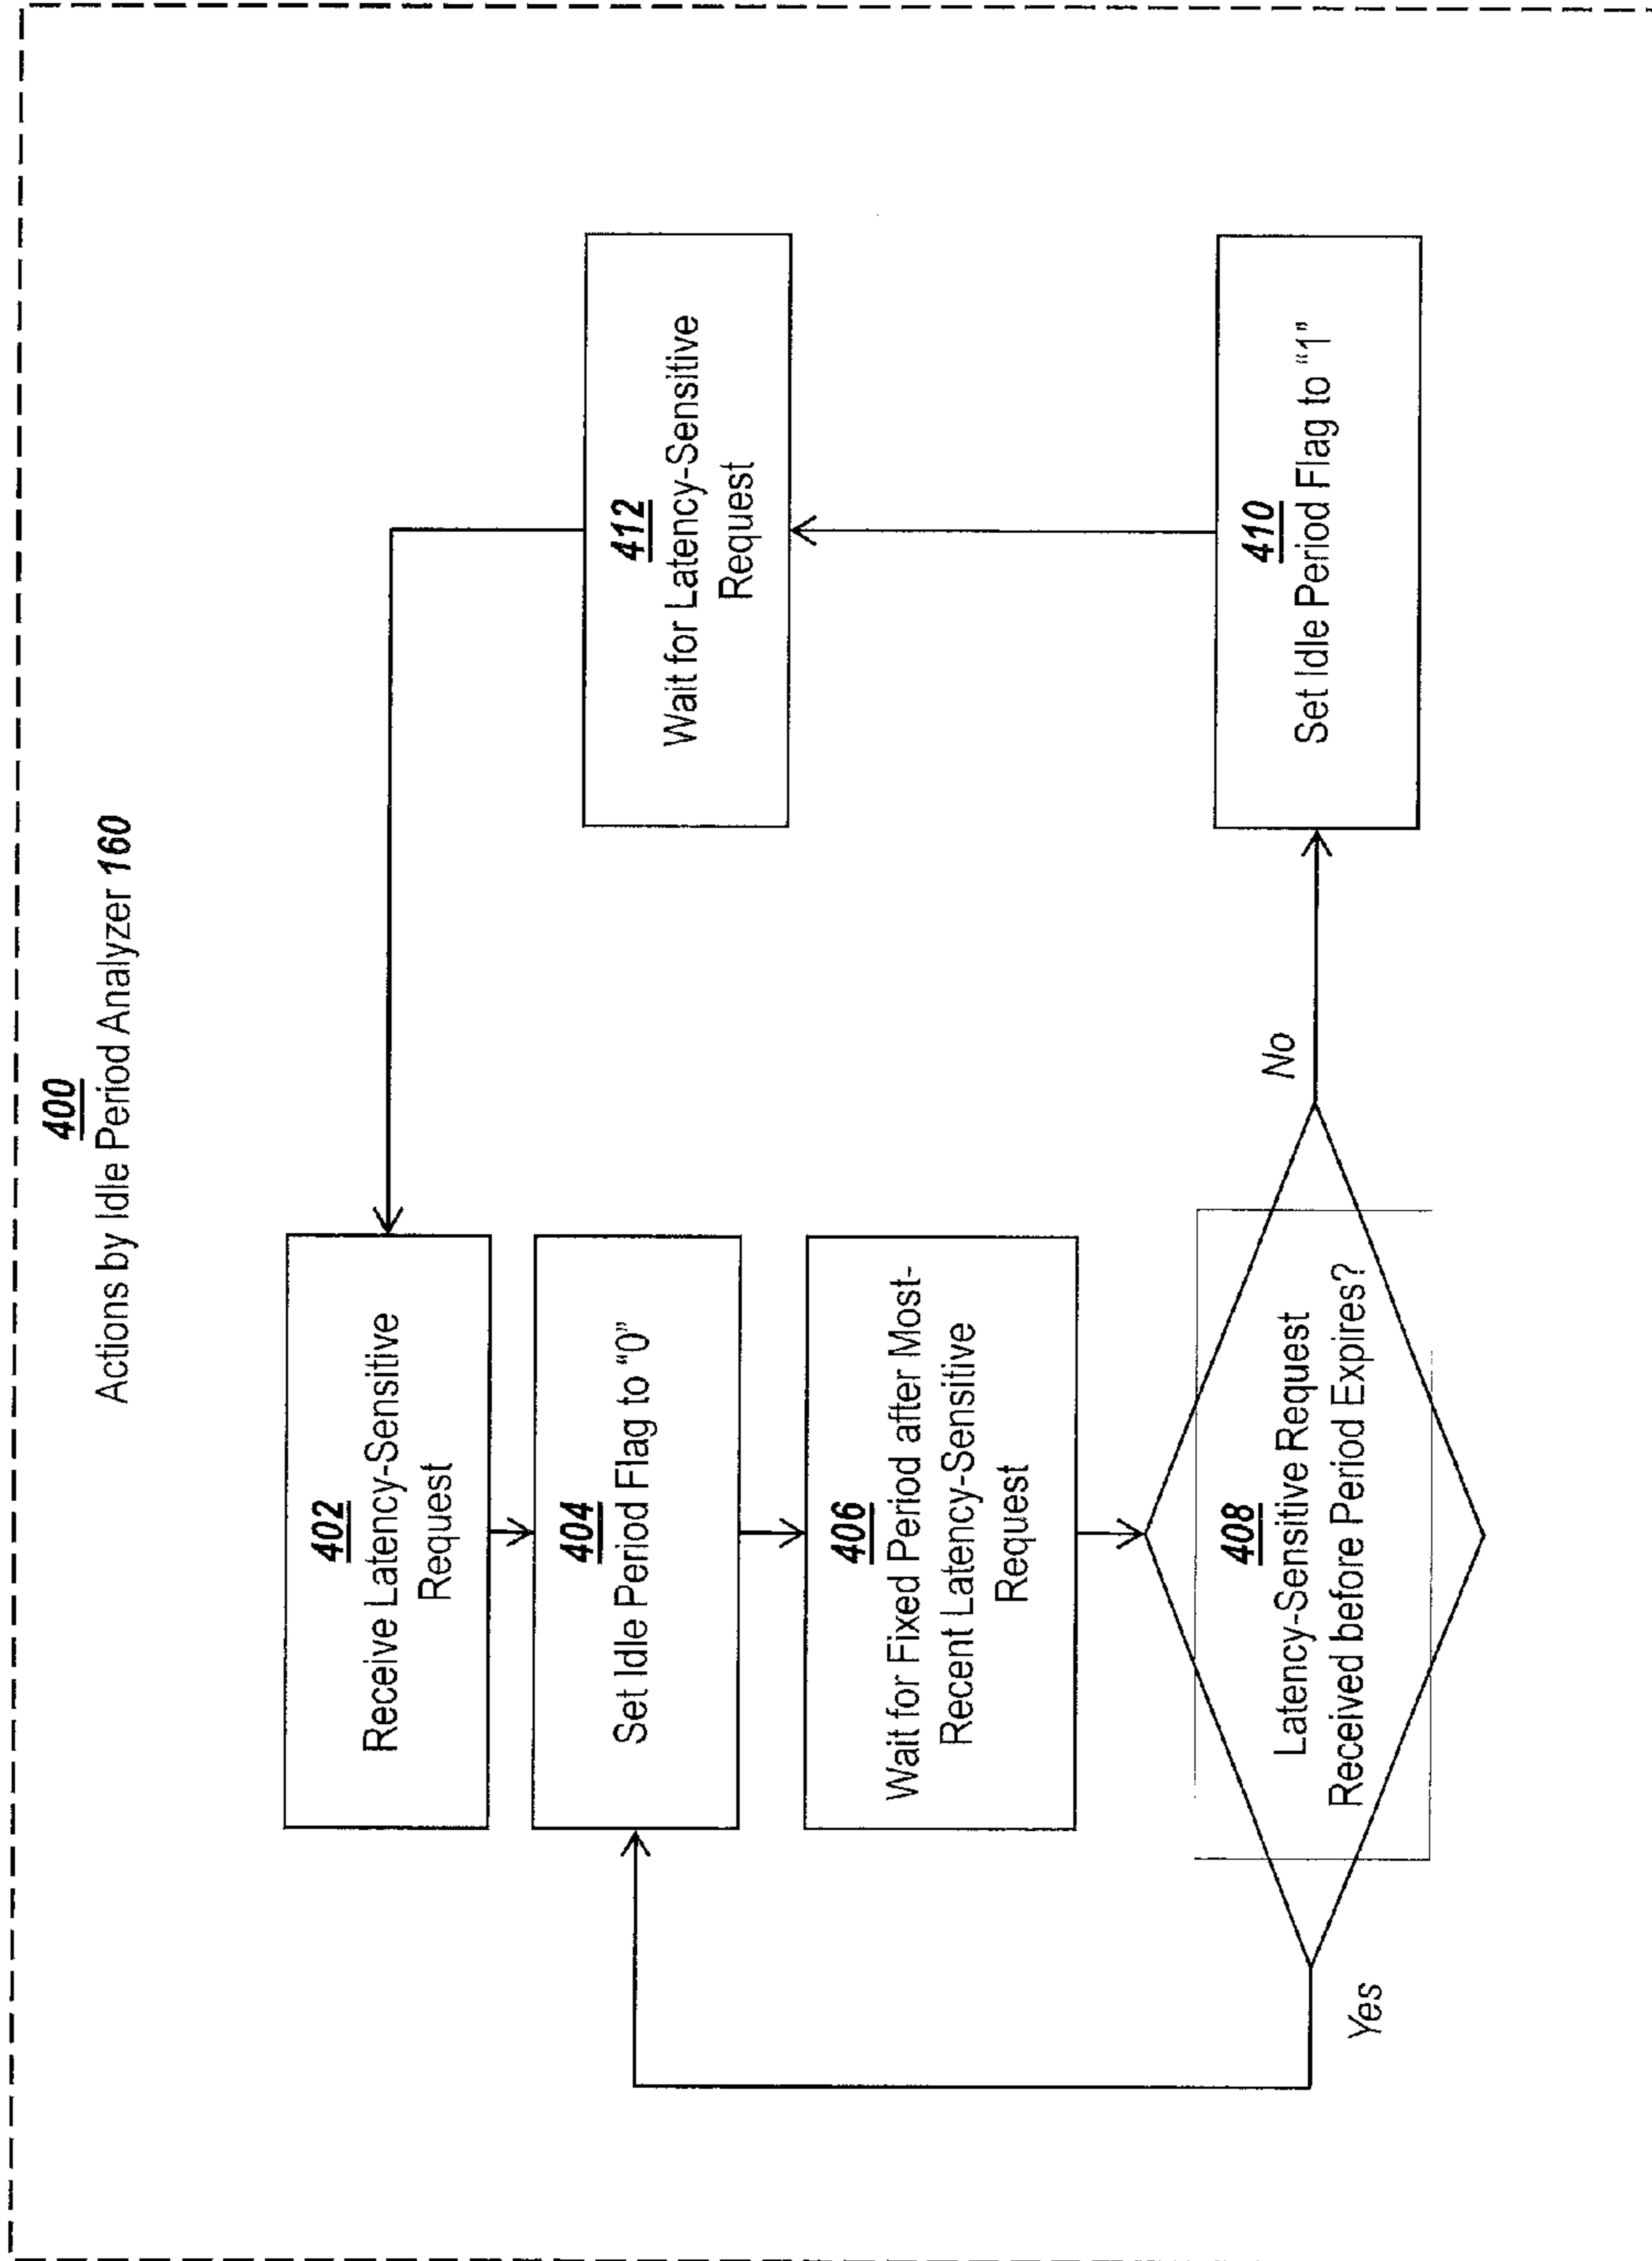 400
Actions by Idle Period Analyzer 160
402
Receive Latency-Sensitive
Request
404
Set Idle Period Flag to "0"
406
Wait for Fixed Period after Most-
Recent Latency-Sensitive
Request
408
Latency-Sensitive Request
Received before Period Expires?
Yes
No
410
Set Idle Period Flag to "1"
412
Wait for Latency-Sensitive
Request